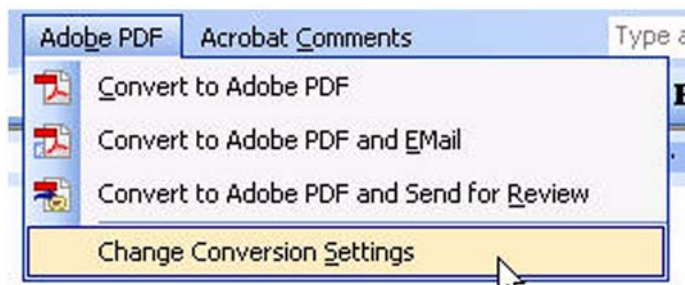 Adobe PDF Acrobat Comments Type a
Convert to Adobe PDF
Convert to Adobe PDF and EMail
Convert to Adobe PDF and Send for Review
Change Conversion Settings